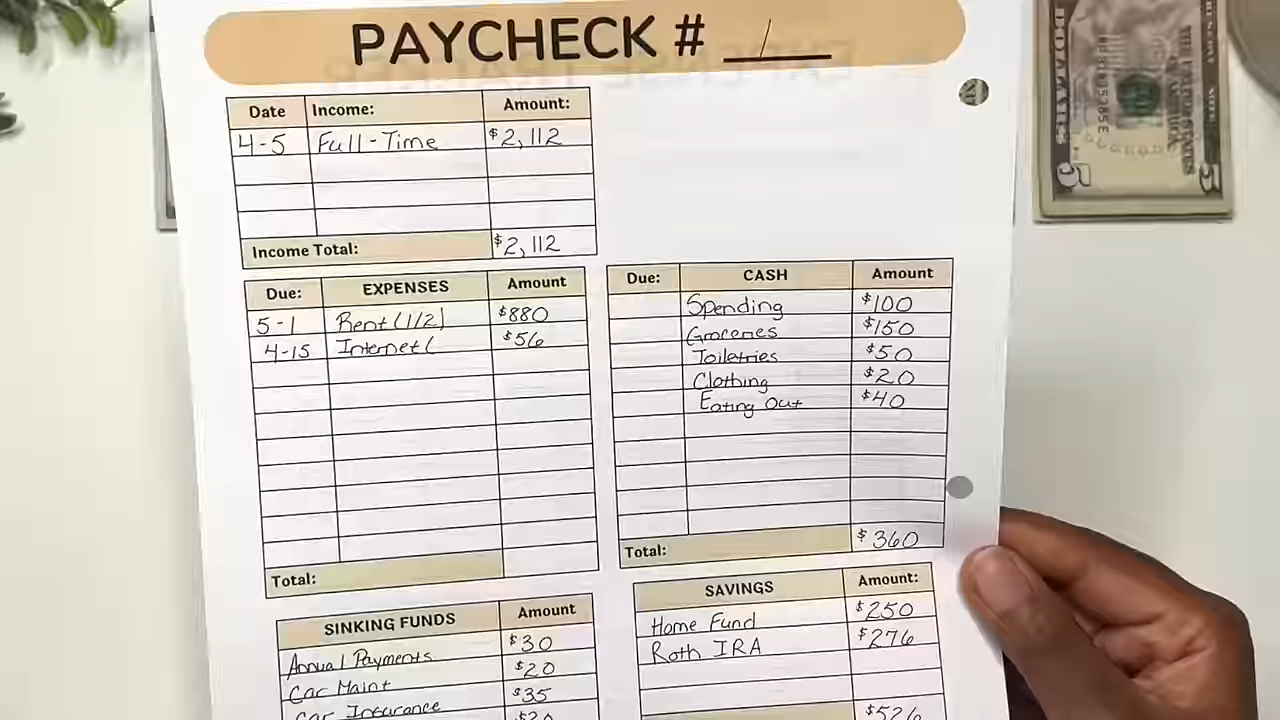 PAYCHECK # 1
Date Income: Amount:
4-5 Full-Time $2,112
Income Total: $2,112
Due: EXPENSES Amount
5-1 Rent (1/2) $880
4-15 Internet ( $56
Total:
Due: CASH Amount
Spending $100
Groceries $150
Toiletries $50
Clothing $20
Eating Out $40
Total: $360
SINKING FUNDS Amount
Annual Payments $30
Car Maint $20
Car Insurance $35
SAVINGS Amount:
Home Fund $250
Roth IRA $276
$526
5 5